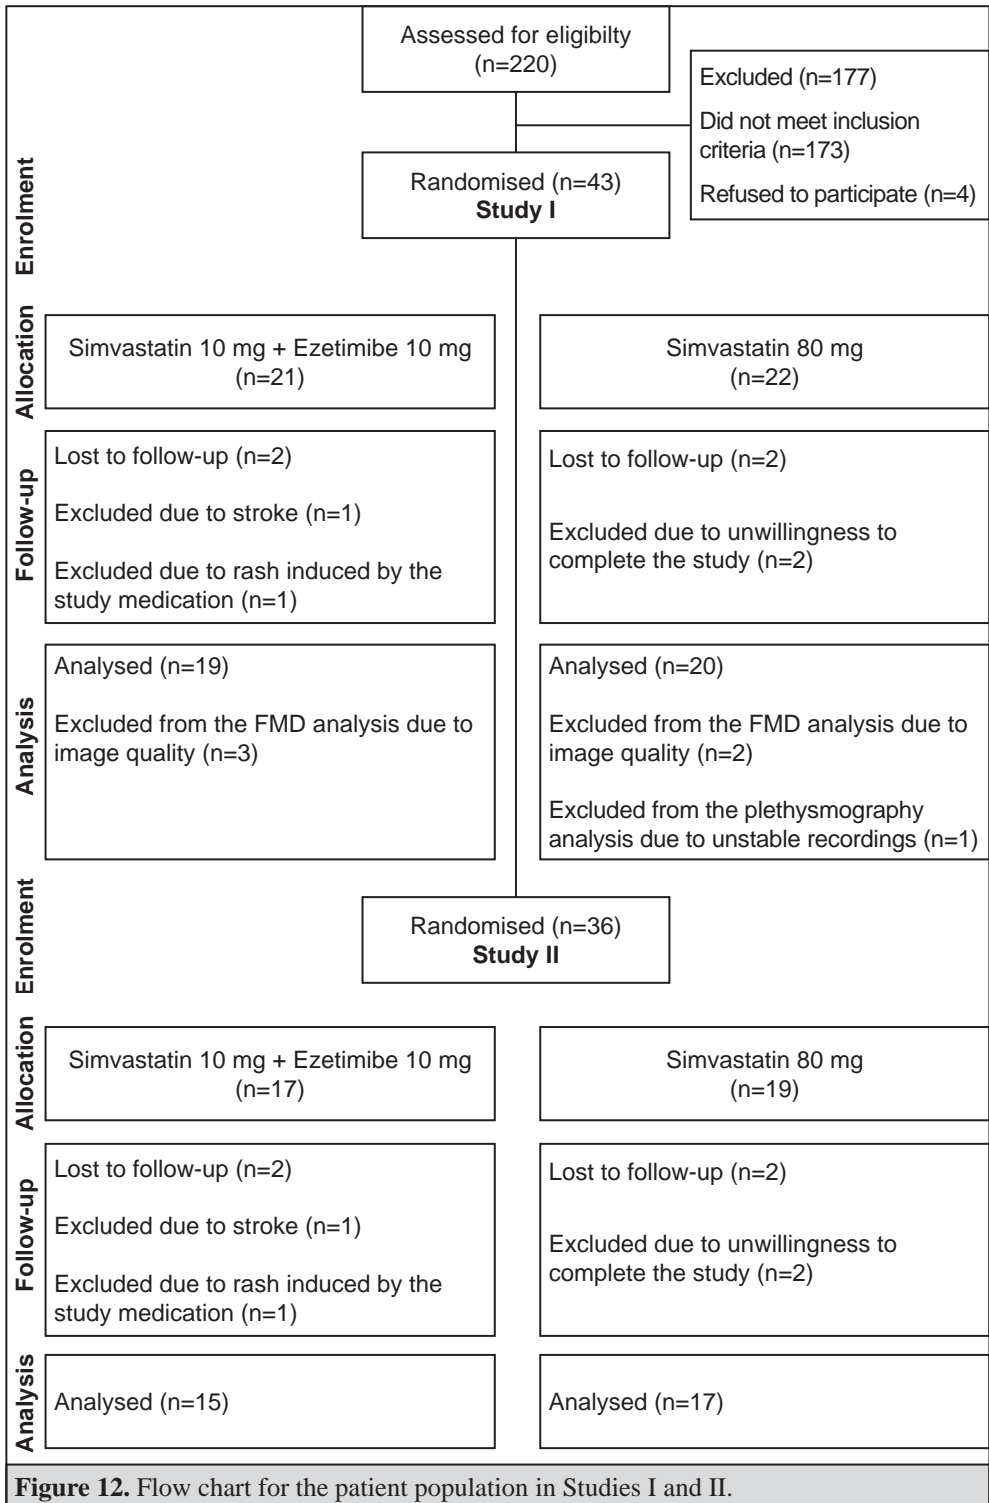 Assessed for eligibilty
(n=220)
Excluded (n=177)
Did not meet inclusion
criteria (n=173)
Refused to participate (n=4)
Enrolment
Randomised (n=43)
Study I
Allocation
Simvastatin 10 mg + Ezetimibe 10 mg
(n=21)
Simvastatin 80 mg
(n=22)
Follow-up
Lost to follow-up (n=2)
Excluded due to stroke (n=1)
Excluded due to rash induced by the
study medication (n=1)
Lost to follow-up (n=2)
Excluded due to unwillingness to
complete the study (n=2)
Analysis
Analysed (n=19)
Excluded from the FMD analysis due to
image quality (n=3)
Analysed (n=20)
Excluded from the FMD analysis due to
image quality (n=2)
Excluded from the plethysmography
analysis due to unstable recordings (n=1)
Enrolment
Randomised (n=36)
Study II
Allocation
Simvastatin 10 mg + Ezetimibe 10 mg
(n=17)
Simvastatin 80 mg
(n=19)
Follow-up
Lost to follow-up (n=2)
Excluded due to stroke (n=1)
Excluded due to rash induced by the
study medication (n=1)
Lost to follow-up (n=2)
Excluded due to unwillingness to
complete the study (n=2)
Analysis
Analysed (n=15)
Analysed (n=17)
Figure 12. Flow chart for the patient population in Studies I and II.